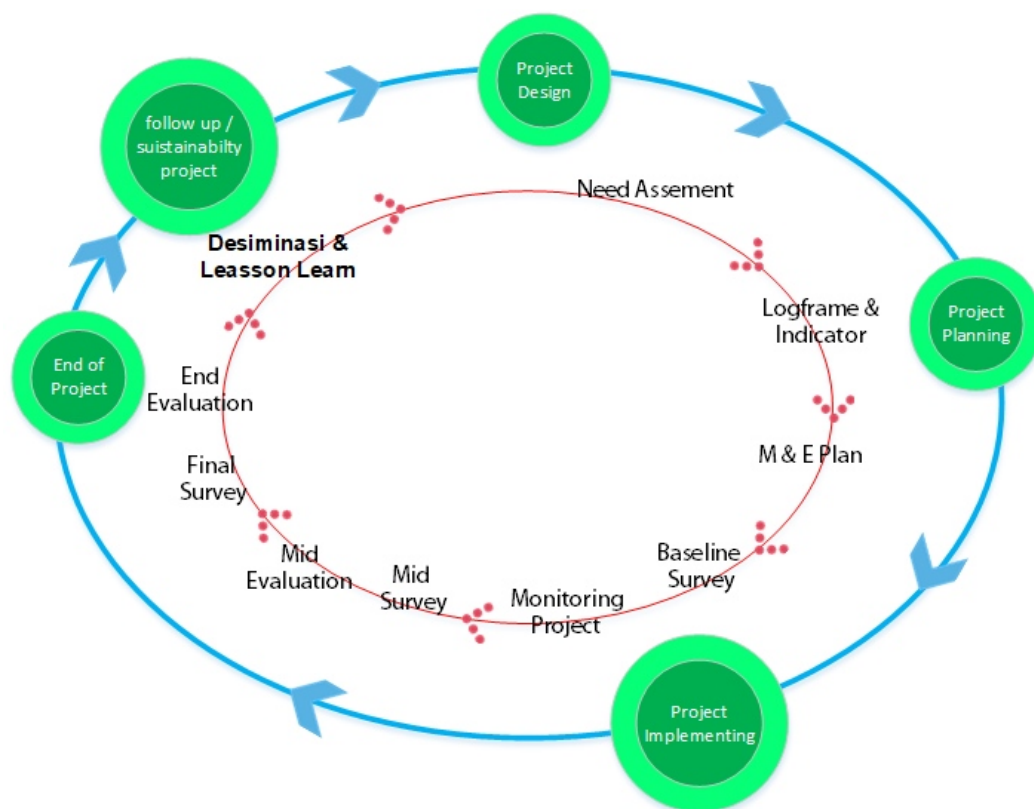 Project
Design
follow up /
suistainabilty
project
Need Assement
Desiminasi &
Leasson Learn
Logframe &
Indicator
Project
Planning
End of
Project
End
Evaluation
M & E Plan
Final
Survey
Baseline
Survey
Mid
Evaluation
Mid
Survey
Monitoring
Project
Project
Implementing